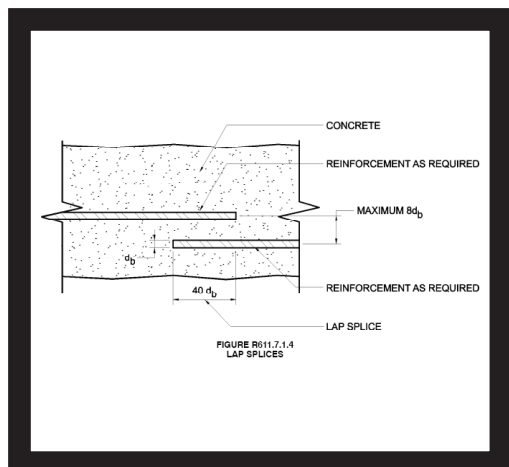 CONCRETE
REINFORCEMENT AS REQUIRED
MAXIMUM 8db
db
REINFORCEMENT AS REQUIRED
40 db
LAP SPLICE
FIGURE R611.7.1.4
LAP SPLICES